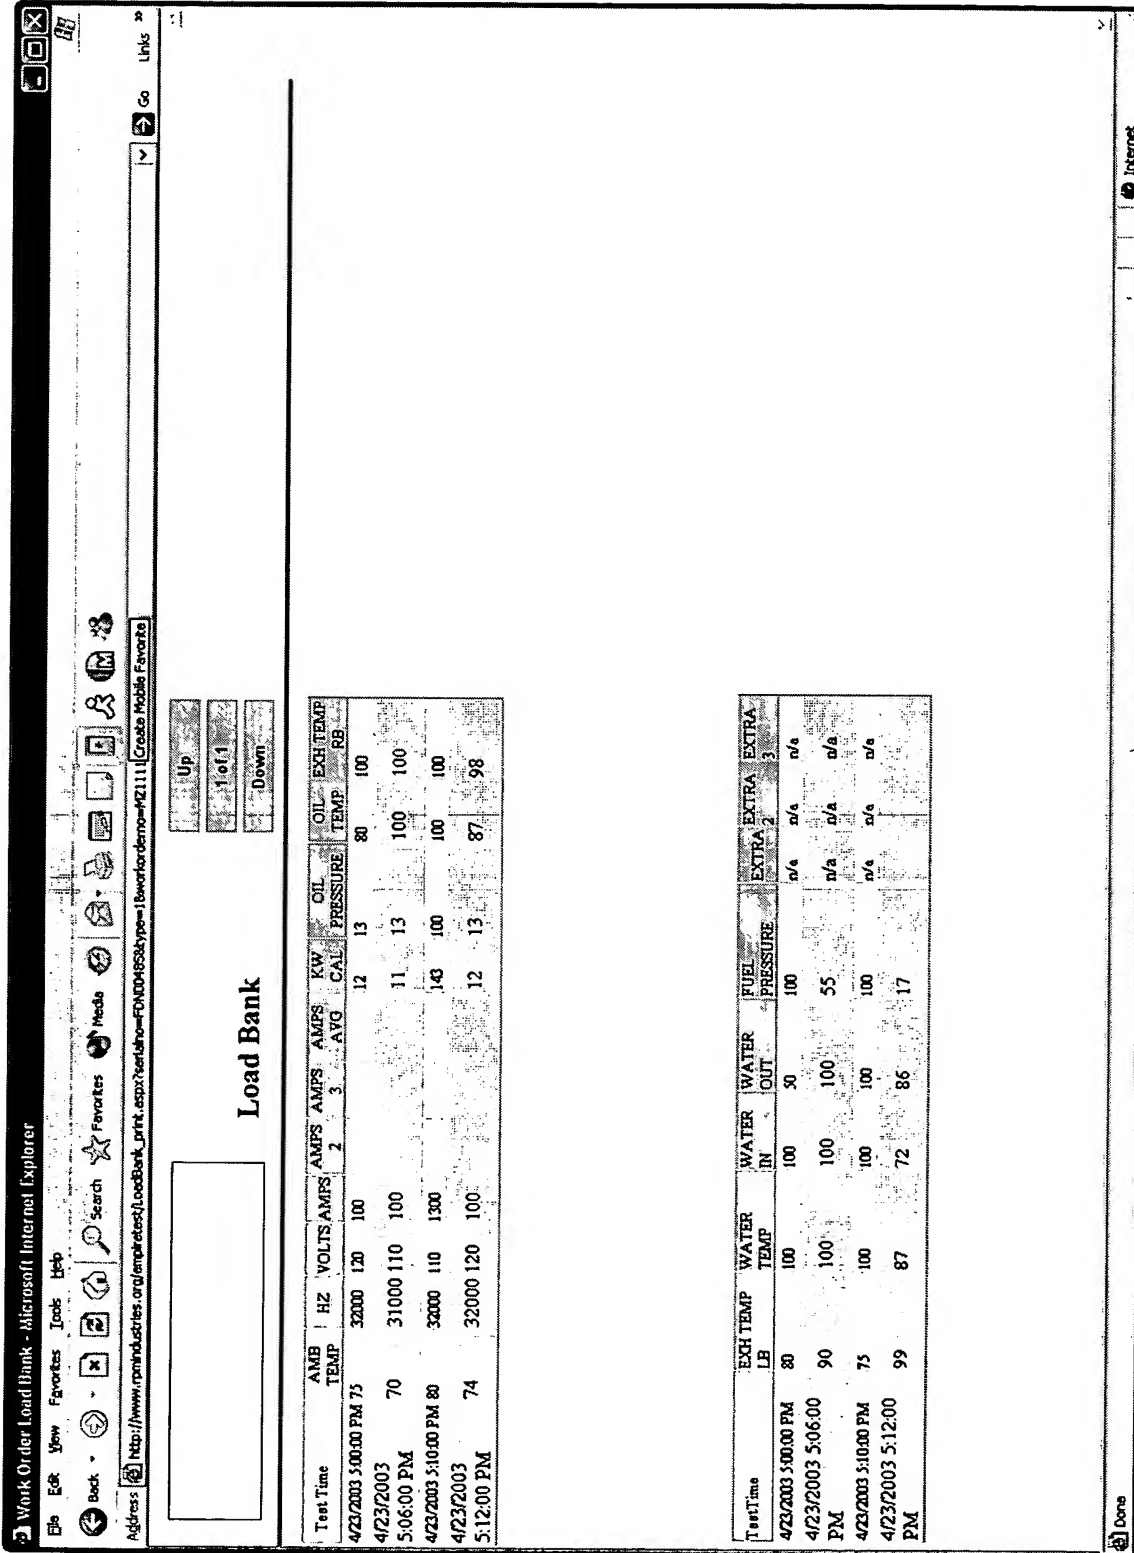 Work Order Load Bank - Microsoft Internet Explorer
File Edit View Favorites Tools Help
Back Search Favorites Media
Address http://www.rpmindustries.org/empiretest/LoadBank_print.aspx?serialno=FDN00485&type=1&workorderno=MZ111 Create Mobile Favorite Go Links »
Up
1 of 1
Down
Load Bank
Test Time AMB TEMP HZ VOLTS AMPS AMPS 2 AMPS 3 AMPS AVG KW CAL OIL PRESSURE OIL TEMP EXH TEMP RB
4/23/2003 5:00:00 PM 75 32000 120 100 12 13 80 100
4/23/2003 5:06:00 PM 70 31000 110 100 11 13 100 100
4/23/2003 5:10:00 PM 80 32000 110 1300 143 100 100 100
4/23/2003 5:12:00 PM 74 32000 120 100 12 13 87 98
TestTime EXH TEMP LB WATER TEMP WATER IN WATER OUT FUEL PRESSURE EXTRA EXTRA 2 EXTRA 3
4/23/2003 5:00:00 PM 80 100 100 50 100 n/a n/a n/a
4/23/2003 5:06:00 PM 90 100 100 100 55 n/a n/a n/a
4/23/2003 5:10:00 PM 75 100 100 100 100 n/a n/a n/a
4/23/2003 5:12:00 PM 99 87 72 86 17
Done Internet